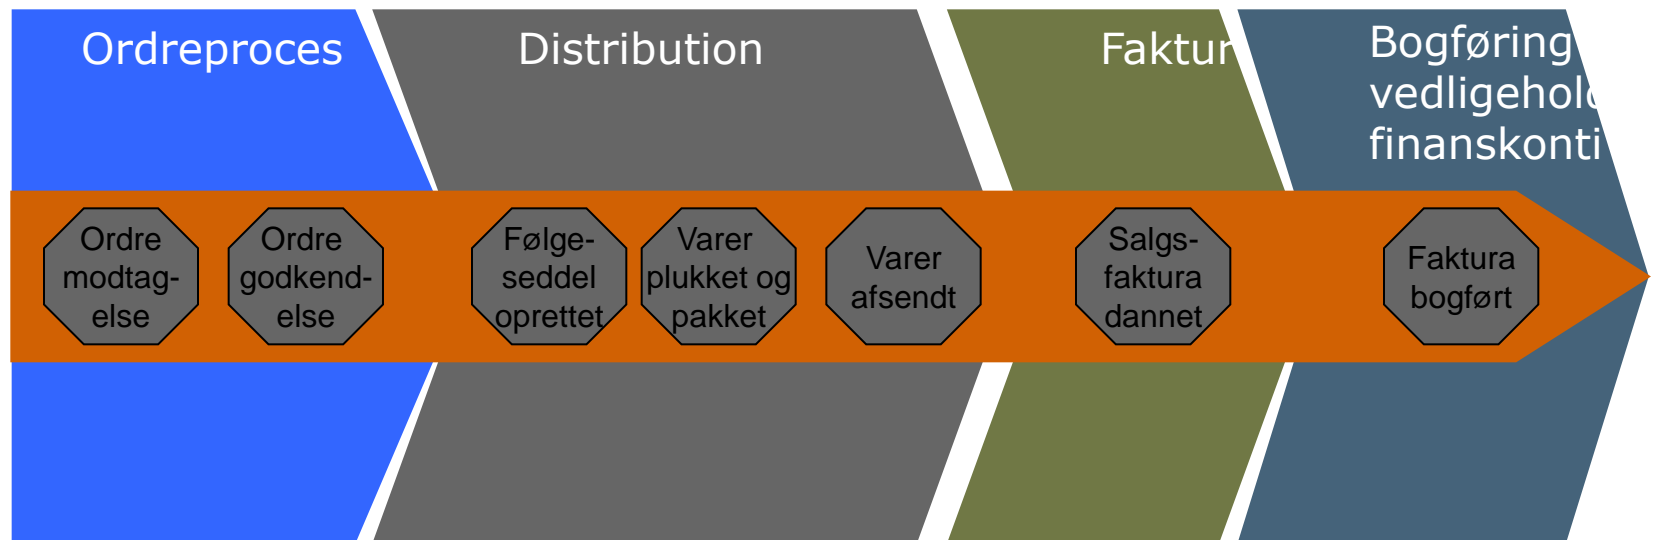 Ordreproces
Distribution
Faktur
Bogføring
vedligehold
finanskonti
Ordre
modtag-
else
Ordre
godkend-
else
Følge-
seddel
oprettet
Varer
plukket og
pakket
Varer
afsendt
Salgs-
faktura
dannet
Faktura
bogført